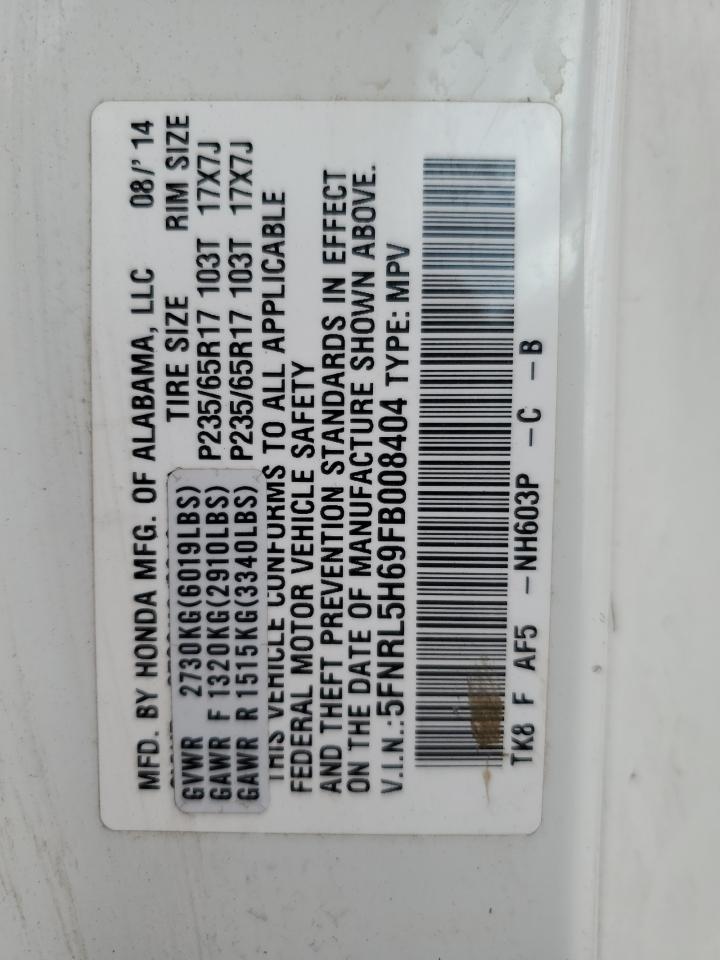 MFD. BY HONDA MFG. OF ALABAMA, LLC 08/'14
TIRE SIZE RIM SIZE
GVWR 2730KG(6019LBS)
GAWR F 1320KG(2910LBS) P235/65R17 103T 17X7J
GAWR R 1515KG(3340LBS) P235/65R17 103T 17X7J
THIS VEHICLE CONFORMS TO ALL APPLICABLE
FEDERAL MOTOR VEHICLE SAFETY
AND THEFT PREVENTION STANDARDS IN EFFECT
ON THE DATE OF MANUFACTURE SHOWN ABOVE.
V.I.N.:5FNRL5H69FB008404 TYPE: MPV
TK8 F AF5 -NH603P -C -B